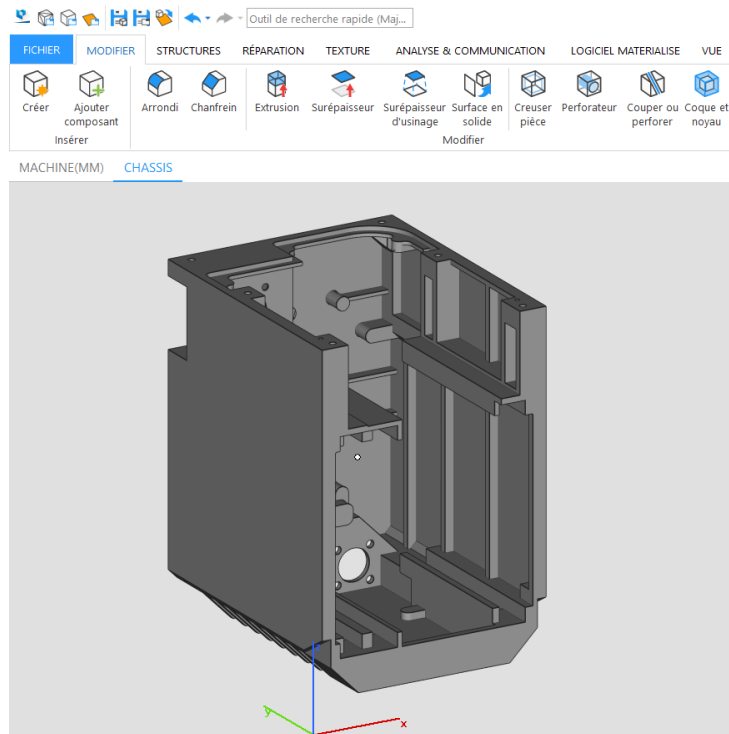 Outil de recherche rapide (Maj...
FICHIER MODIFIER STRUCTURES RÉPARATION TEXTURE ANALYSE & COMMUNICATION LOGICIEL MATERIALISE VUE
Créer Ajouter composant Arrondi Chanfrein Extrusion Surépaisseur Surépaisseur d'usinage Surface en solide Creuser pièce Perforateur Couper ou perforer Coque et noyau
Insérer Modifier
MACHINE(MM) CHASSIS
z
y
x